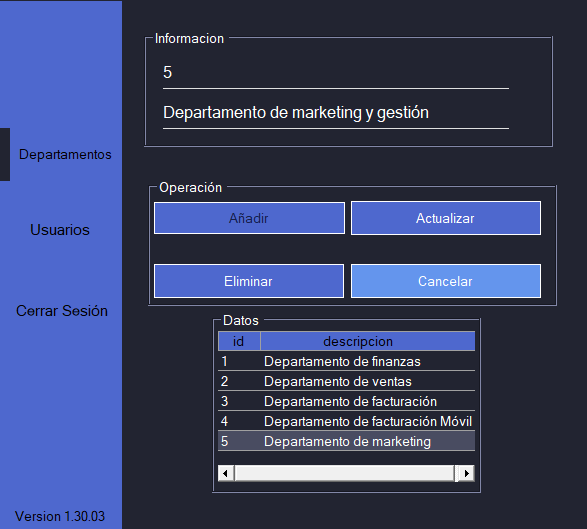 Departamentos
Usuarios
Cerrar Sesión
Version 1.30.03
Informacion
5
Departamento de marketing y gestión
Operación
Añadir Actualizar
Eliminar Cancelar
Datos
id descripcion
1 Departamento de finanzas
2 Departamento de ventas
3 Departamento de facturación
4 Departamento de facturación Móvil
5 Departamento de marketing